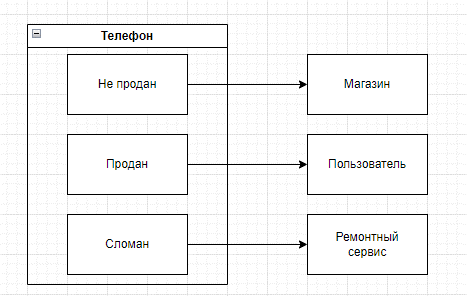 Телефон
Не продан
Магазин
Продан
Пользователь
Сломан
Ремонтный
сервис